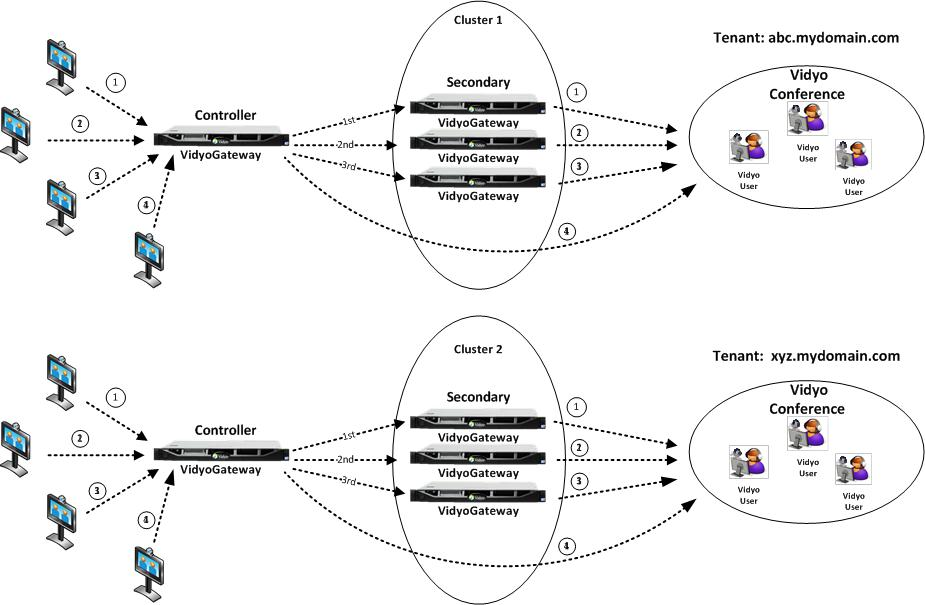 Cluster 1
Tenant: abc.mydomain.com
1
2
3
4
Controller
VidyoGateway
1st
2nd
3rd
Secondary
VidyoGateway
VidyoGateway
VidyoGateway
1
2
3
4
Vidyo
Conference
Vidyo
User
Vidyo
User
Vidyo
User
Cluster 2
Tenant: xyz.mydomain.com
1
2
3
4
Controller
VidyoGateway
1st
2nd
3rd
Secondary
VidyoGateway
VidyoGateway
VidyoGateway
1
2
3
4
Vidyo
Conference
Vidyo
User
Vidyo
User
Vidyo
User